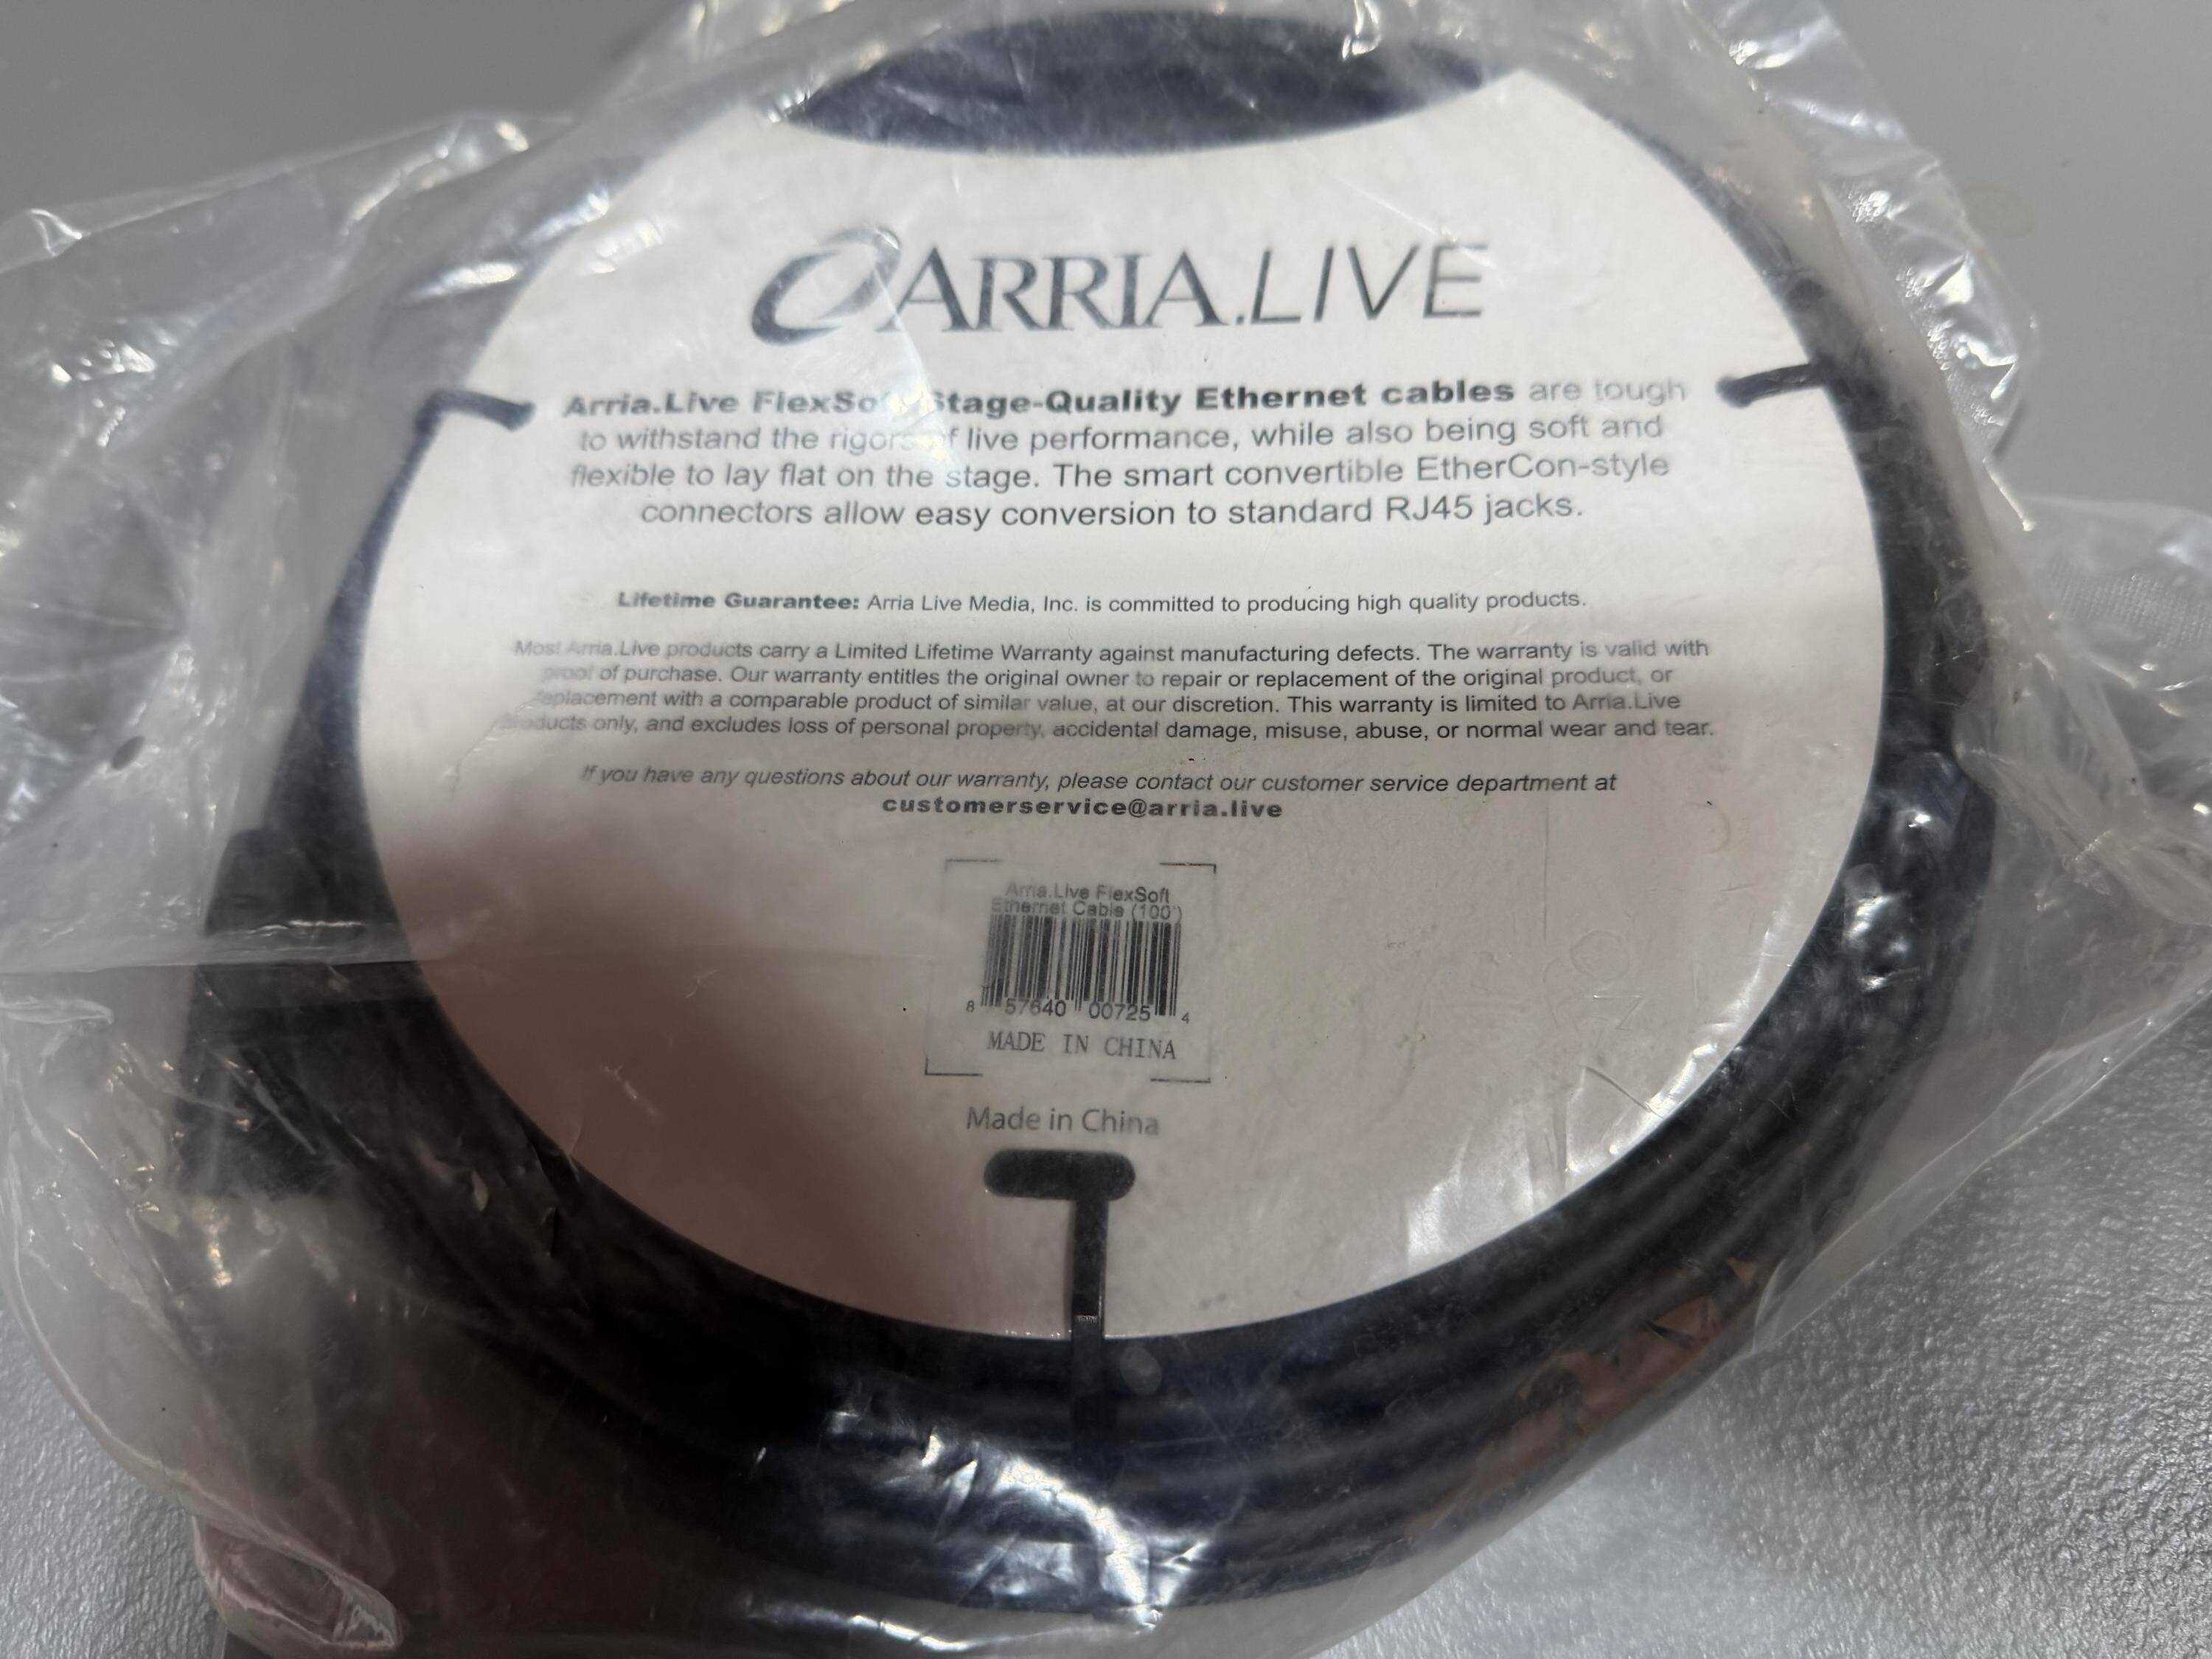 ARRIA.LIVE
Arria.Live FlexSoft Stage-Quality Ethernet cables are tough
to withstand the rigors of live performance, while also being soft and
flexible to lay flat on the stage. The smart convertible EtherCon-style
connectors allow easy conversion to standard RJ45 jacks.
Lifetime Guarantee: Arria Live Media, Inc. is committed to producing high quality products.
Most Arria.Live products carry a Limited Lifetime Warranty against manufacturing defects. The warranty is valid with
proof of purchase. Our warranty entitles the original owner to repair or replacement of the original product, or
replacement with a comparable product of similar value, at our discretion. This warranty is limited to Arria.Live
products only, and excludes loss of personal property, accidental damage, misuse, abuse, or normal wear and tear.
If you have any questions about our warranty, please contact our customer service department at
customerservice@arria.live
Arria.Live FlexSoft
Ethernet Cable (100')
8 57640 00725 4
MADE IN CHINA
Made in China